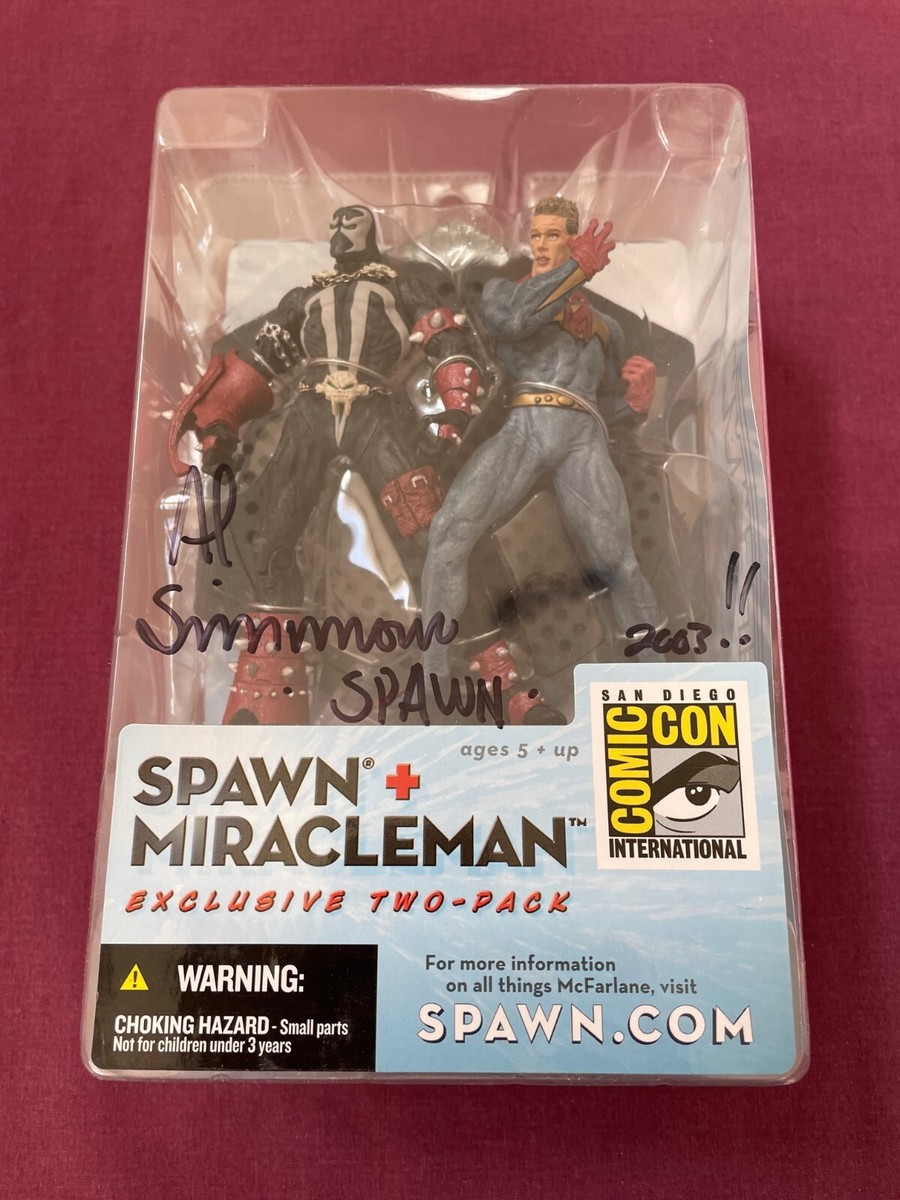 Al
Simmons
2003..!!
SPAWN
ages 5 + up
SPAWN® +
MIRACLEMAN™
EXCLUSIVE TWO-PACK
SAN DIEGO
COMIC
CON
INTERNATIONAL
WARNING:
CHOKING HAZARD - Small parts
Not for children under 3 years
For more information
on all things McFarlane, visit
SPAWN.COM